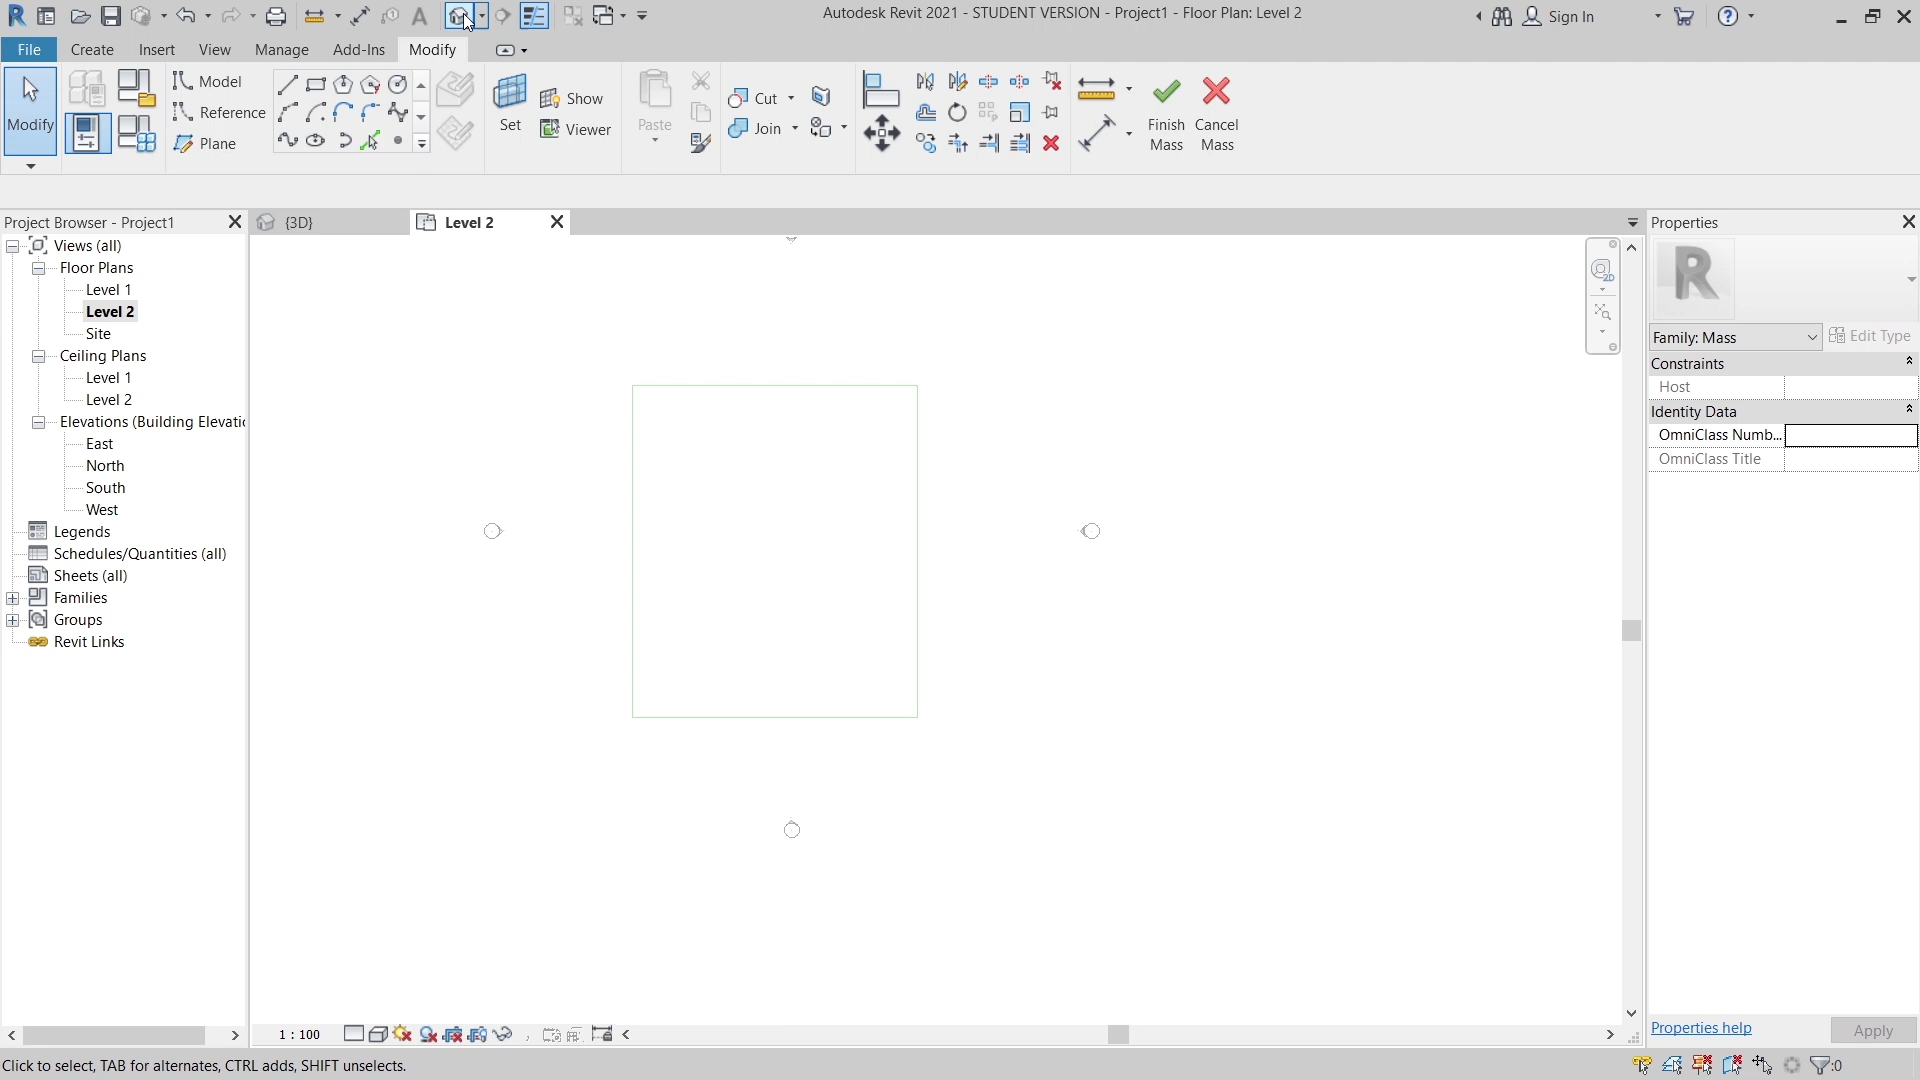 Autodesk Revit 2021 - STUDENT VERSION - Project1 - Floor Plan: Level 2
Sign In
File
Create
Insert
View
Manage
Add-Ins
Modify
Modify
Model
Reference
Plane
Set
Show
Viewer
Paste
Cut
Join
Finish
Mass
Cancel
Mass
Project Browser - Project1
{3D}
Level 2
Properties
Views (all)
Floor Plans
Level 1
Level 2
Site
Ceiling Plans
Level 1
Level 2
Elevations (Building Elevati
East
North
South
West
Legends
Schedules/Quantities (all)
Sheets (all)
Families
Groups
Revit Links
2D
R
Family: Mass
Edit Type
Constraints
Host
Identity Data
OmniClass Numb...
OmniClass Title
1 : 100
Properties help
Apply
Click to select, TAB for alternates, CTRL adds, SHIFT unselects.
:0